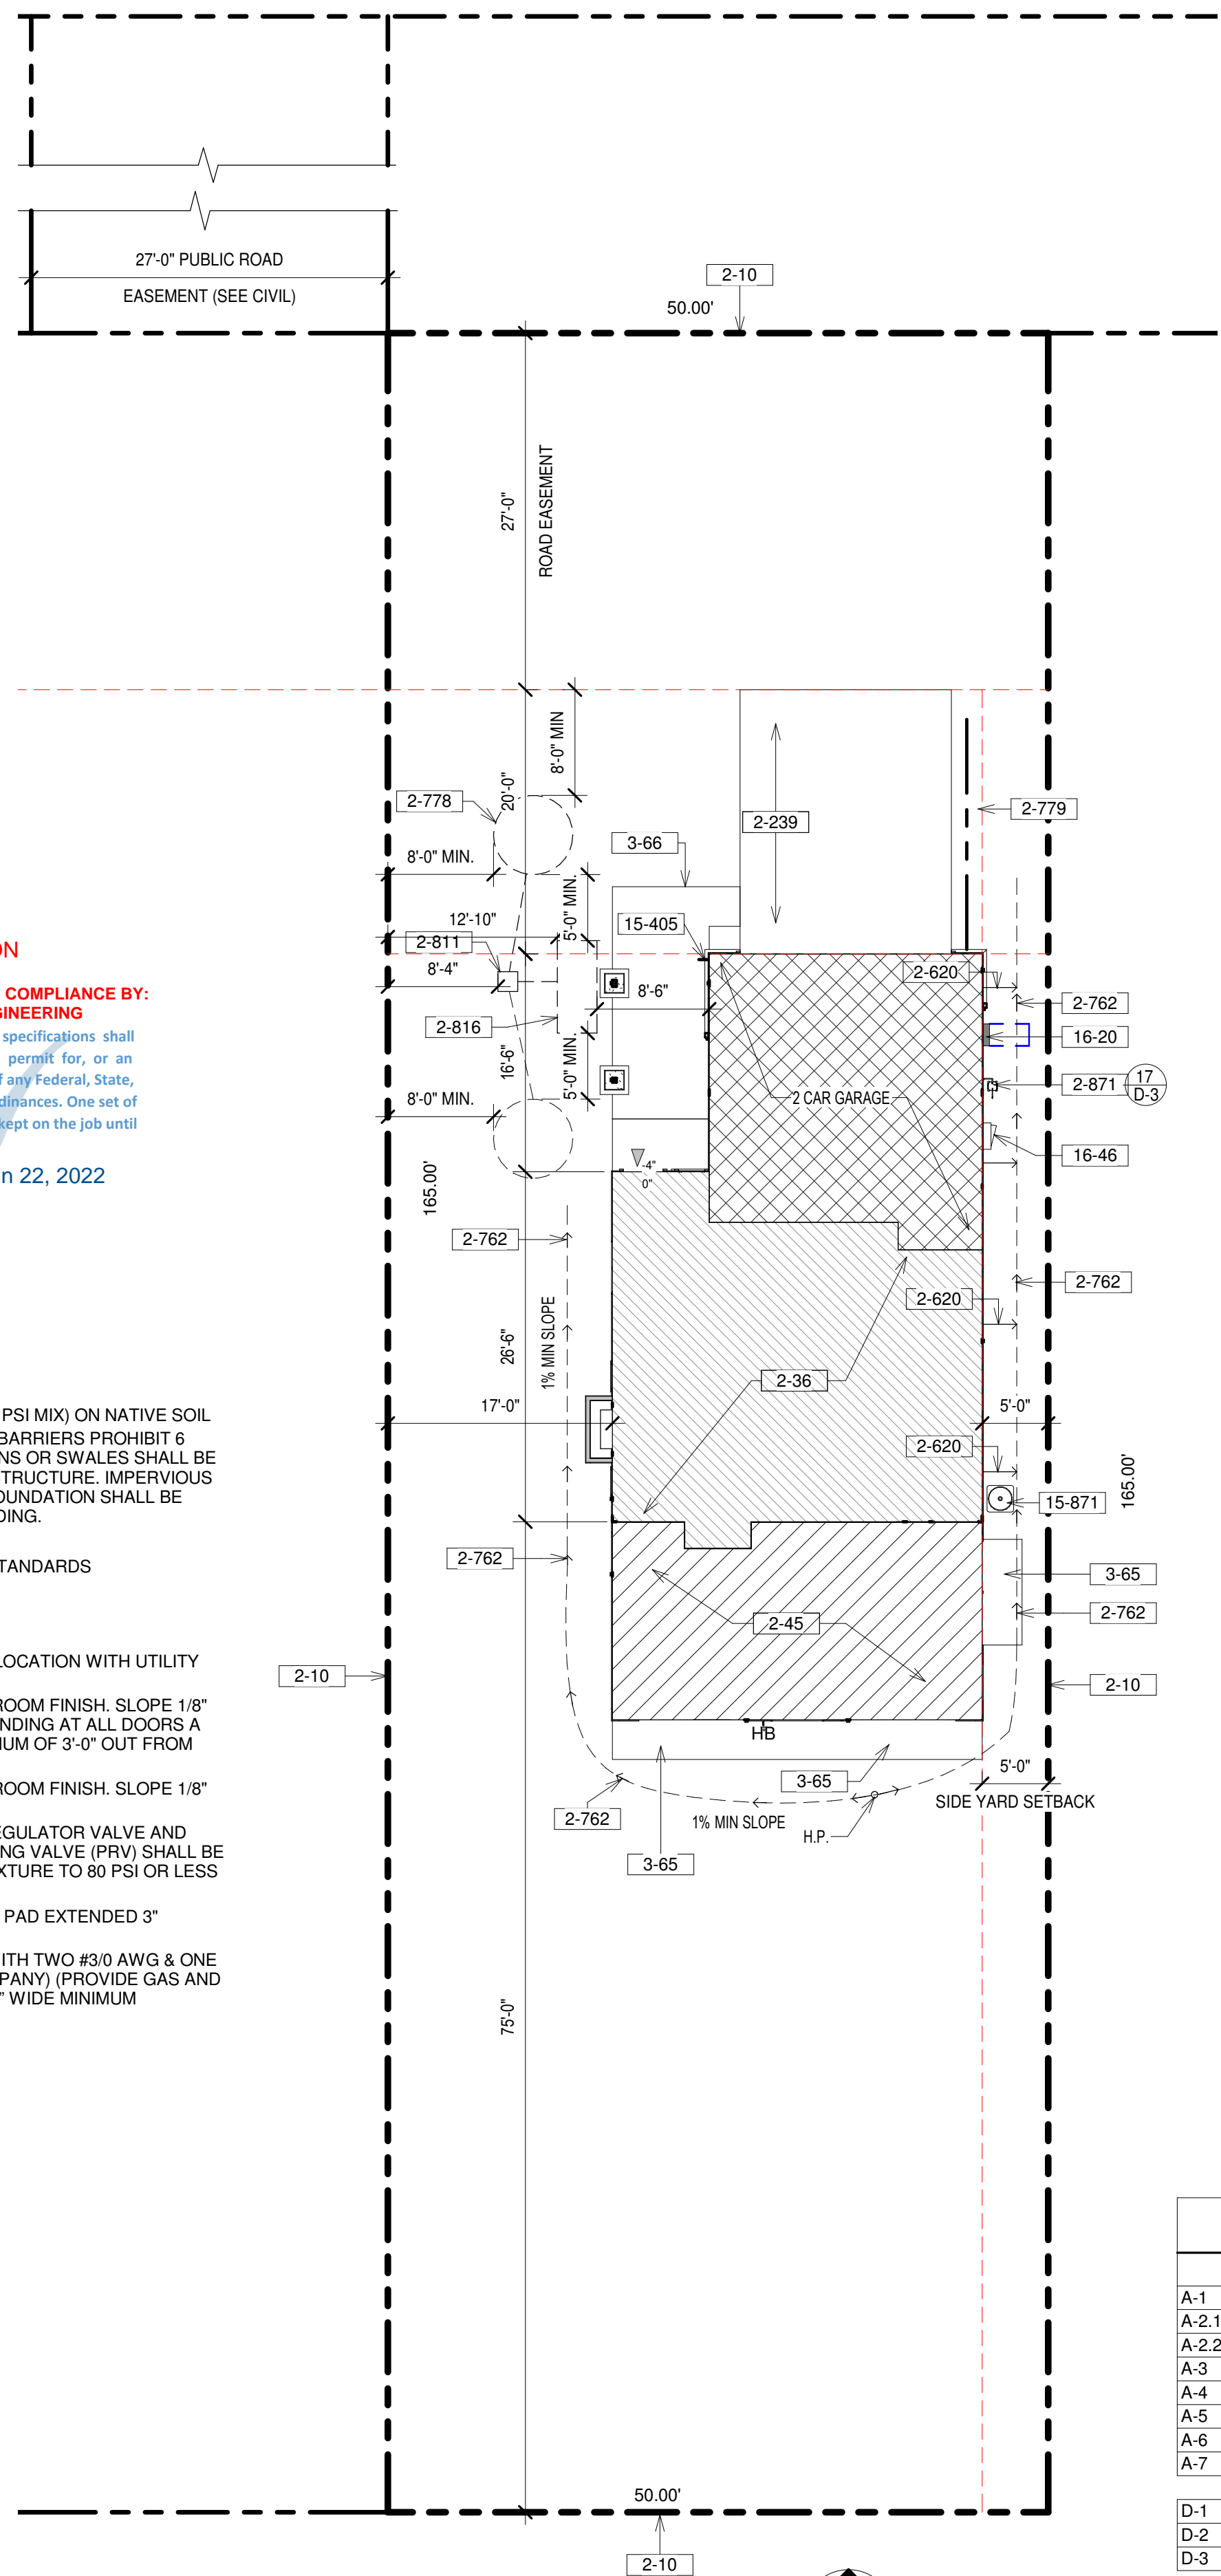 27'-0" PUBLIC ROAD
EASEMENT (SEE CIVIL)
2-10
50.00'
27'-0"
ROAD EASEMENT
8'-0" MIN
20'-0"
2-778
2-239
2-779
3-66
8'-0" MIN.
5'-0" MIN.
12'-10"
15-405
2-811
8'-4"
8'-6"
2-620
2-762
2-816
16-20
16'-6"
5'-0" MIN.
2-871
17
D-3
8'-0" MIN.
2 CAR GARAGE
16-46
-4"
0"
165.00'
2-762
2-762
2-620
1% MIN SLOPE
26'-6"
2-36
17'-0"
5'-0"
2-620
165.00'
15-871
2-762
3-65
2-45
2-762
2-10
2-10
HB
5'-0"
3-65
SIDE YARD SETBACK
2-762
1% MIN SLOPE
H.P.
3-65
75'-0"
50.00'
2-10
ON
COMPLIANCE BY:
GINEERING
specifications shall
permit for, or an
f any Federal, State,
dinances. One set of
kept on the job until
n 22, 2022
PSI MIX) ON NATIVE SOIL
BARRIERS PROHIBIT 6
NS OR SWALES SHALL BE
STRUCTURE. IMPERVIOUS
OUNDATION SHALL BE
DING.
TANDARDS
LOCATION WITH UTILITY
ROOM FINISH. SLOPE 1/8"
NDING AT ALL DOORS A
UM OF 3'-0" OUT FROM
ROOM FINISH. SLOPE 1/8"
EGULATOR VALVE AND
NG VALVE (PRV) SHALL BE
XTURE TO 80 PSI OR LESS
PAD EXTENDED 3"
ITH TWO #3/0 AWG & ONE
PANY) (PROVIDE GAS AND
" WIDE MINIMUM
A-1
A-2.1
A-2.2
A-3
A-4
A-5
A-6
A-7
D-1
D-2
D-3